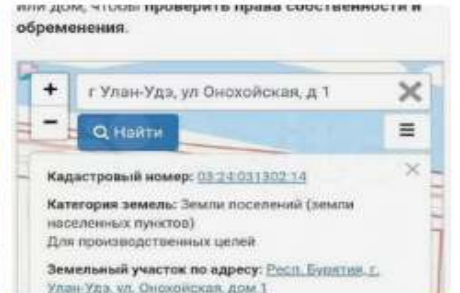 или дом, чтобы проверить права собственности и
обременения.
+
г Улан-Удэ, ул Онохойская, д 1
−
Найти
Кадастровый номер: 03:24:031302:14
Категория земель: Земли поселений (земли
населенных пунктов)
Для производственных целей
Земельный участок по адресу: Респ. Бурятия, г.
Улан-Удэ, ул. Онохойская, дом 1